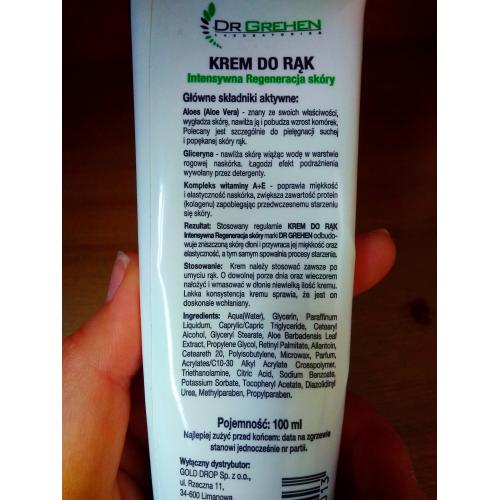 DR GREHEN
LABORATORIES
KREM DO RĄK
Intensywna Regeneracja skóry
Główne składniki aktywne:
Aloes (Aloe Vera) - znany ze swoich właściwości,
wygładza skórę, nawilża ją i pobudza wzrost komórek,
Polecany jest szczególnie do pielęgnacji suchej
i popękanej skóry rąk.
Gliceryna - nawilża skórę wiążąc wodę w warstwie
rogowej naskórka. Łagodzi efekt podrażnienia
wywołany przez detergenty.
Kompleks witaminy A+E - poprawia miękkość
i elastyczność naskórka, zwiększa zawartość protein
(kolagenu) zapobiegając przedwczesnemu starzeniu
się skóry.
Rezultat: Stosowany regularnie KREM DO RĄK
Intensywna Regeneracja skóry marki DR GREHEN odbudo-
wuje zniszczoną skórę dłoni i przywraca jej miękkość oraz
elastyczność, a tym samym spowalnia procesy starzenia.
Stosowanie: Krem należy stosować zawsze po
umyciu rąk. O dowolnej porze dnia oraz wieczorem
nałożyć i wmasować w dłonie niewielką ilość kremu.
Lekka konsystencja kremu sprawia, że jest on
doskonale wchłaniany.
Ingredients: Aqua(Water), Glycerin, Paraffinum
Liquidum, Caprylic/Capric Triglyceride, Cetearyl
Alcohol, Glyceryl Stearate, Aloe Barbadensis Leaf
Extract, Propylene Glycol, Retinyl Palmitate, Allantoin,
Ceteareth 20, Polyisobutylene, Microwax, Parfum,
Acrylates/C10-30 Alkyl Acrylate Crosspolymer,
Triethanolamine, Citric Acid, Sodium Benzoate,
Potassium Sorbate, Tocopheryl Acetate, Diazolidinyl
Urea, Methylparaben, Propylparaben.
Pojemność: 100 ml
Najlepiej zużyć przed końcem: data na zgrzewie
stanowi jednocześnie nr partii.
Wyłączny dystrybutor:
GOLD DROP Sp. z o.o.,
ul. Rzeczna 11,
34-600 Limanowa